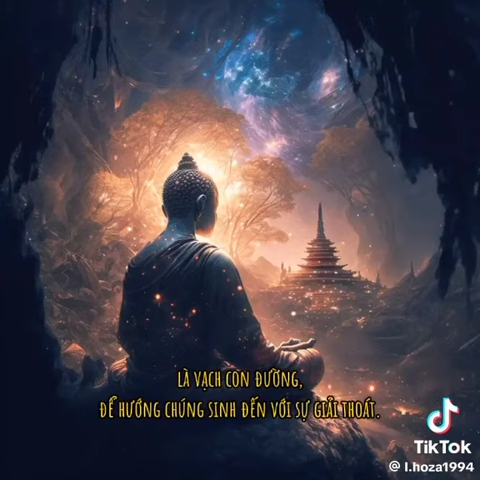 LÀ VẠCH CON ĐƯỜNG,
ĐỂ HƯỚNG CHÚNG SINH ĐẾN VỚI SỰ GIẢI THOÁT.
TikTok
@ l.hoza1994